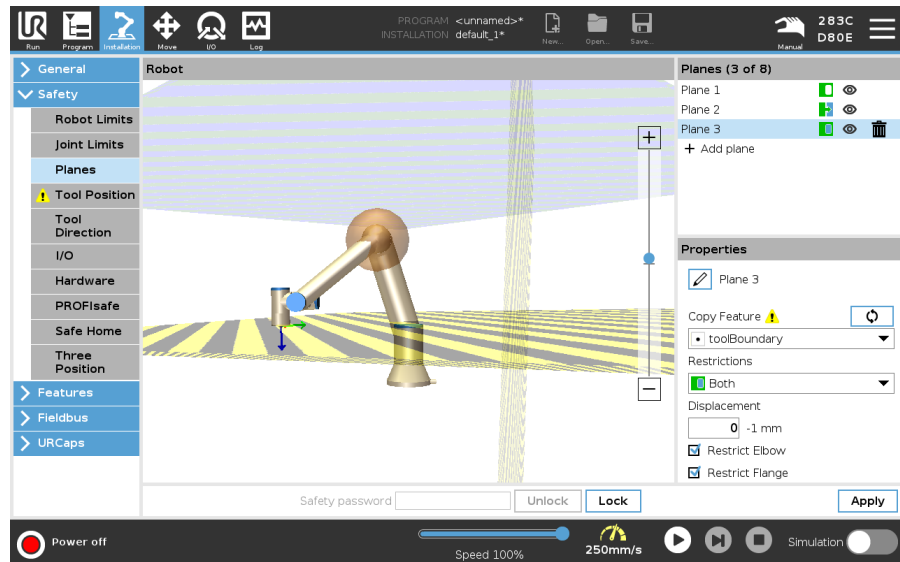 PROGRAM <unnamed>*
INSTALLATION default_1*
283C
D80E
Run
Program
Installation
Move
I/O
Log
New...
Open...
Save...
Manual
General
Safety
Robot Limits
Joint Limits
Planes
Tool Position
Tool
Direction
I/O
Hardware
PROFIsafe
Safe Home
Three
Position
Features
Fieldbus
URCaps
Robot
+
−
Safety password
Unlock
Lock
Planes (3 of 8)
Plane 1
Plane 2
Plane 3
+ Add plane
Properties
Plane 3
Copy Feature
toolBoundary
Restrictions
Both
Displacement
0 -1 mm
Restrict Elbow
Restrict Flange
Apply
Power off
Speed 100%
250mm/s
Simulation